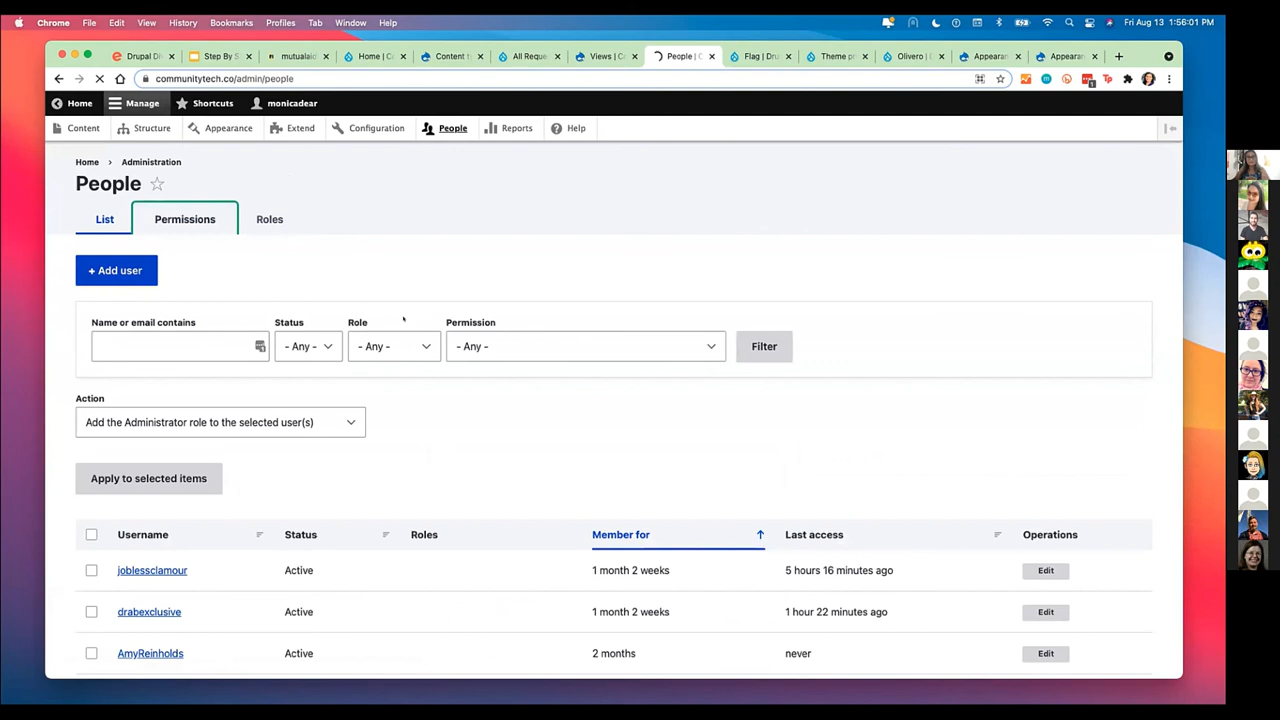 Chrome File Edit View History Bookmarks Profiles Tab Window Help Fri Aug 13 1:56:01 PM
Drupal Di Step By S mutualaid Home | C Content t All Reque Views | C People | C Flag | Dru Theme p Olivero | Appearan Appearan
communitytech.co/admin/people
Home Manage Shortcuts monicadear
Content Structure Appearance Extend Configuration People Reports Help
Home > Administration
People
List Permissions Roles
+ Add user
Name or email contains Status Role Permission
- Any - - Any - - Any - Filter
Action
Add the Administrator role to the selected user(s)
Apply to selected items
Username Status Roles Member for Last access Operations
joblessclamour Active 1 month 2 weeks 5 hours 16 minutes ago Edit
drabexclusive Active 1 month 2 weeks 1 hour 22 minutes ago Edit
AmyReinholds Active 2 months never Edit